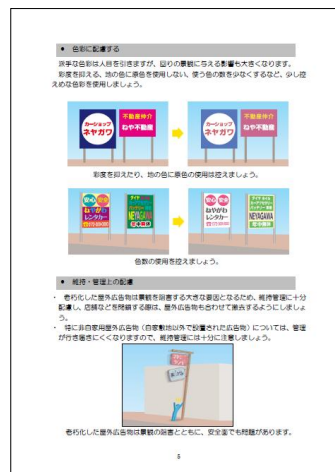 ● 色彩に配慮する
派手な色彩は人目を引きますが、回りの景観に与える影響も大きくなります。
彩度を抑える、地の色に原色を使用しない、使う色の数を少なくするなど、少し控
えめな色彩を使用しましょう。
カーショップ
ネヤガワ
不動産仲介
ねや不動産
カーショップ
ネヤガワ
不動産仲介
ねや不動産
彩度を抑えたり、地の色に原色の使用は控えましょう。
安心 安全
ねやがわ
レンタカー
NEYAGAWA
安心 安全
ねやがわ
レンタカー
NEYAGAWA
色数の使用を控えましょう。
● 維持・管理上の配慮
・ 老朽化した屋外広告物は景観を阻害する大きな要因となるため、維持管理に十分
配慮し、店舗などを閉鎖する際は、屋外広告物も合わせて撤去するようにしましょ
う。
・ 特に非自家用屋外広告物（自家敷地以外で設置された広告物）については、管理
が行き届きにくくなりますので、維持管理には十分に注意しましょう。
老朽化した屋外広告物は景観の阻害とともに、安全面でも問題があります。
5